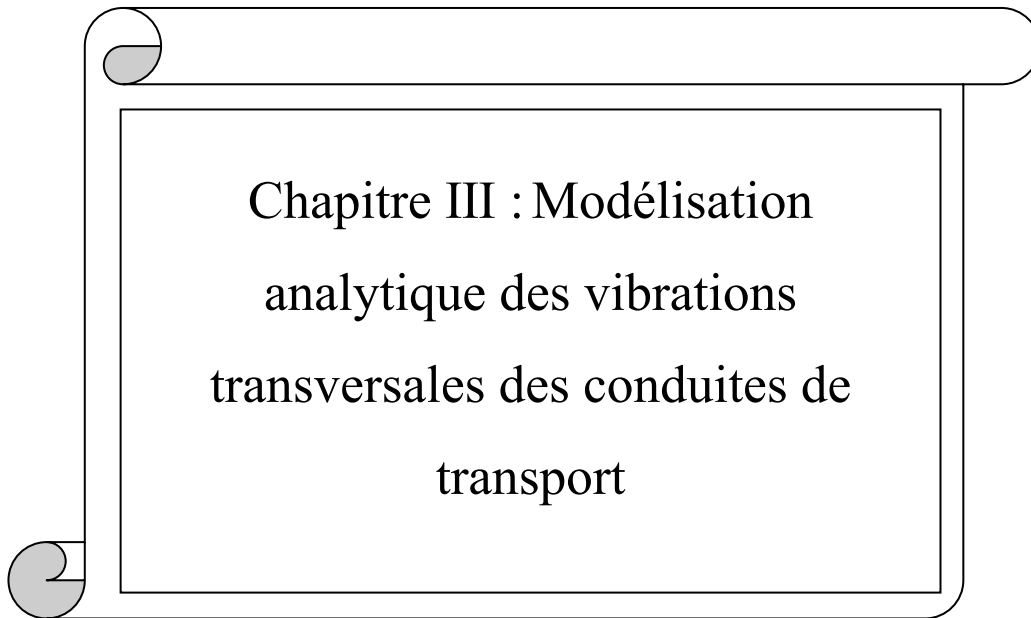 Chapitre III : Modélisation
analytique des vibrations
transversales des conduites de
transport